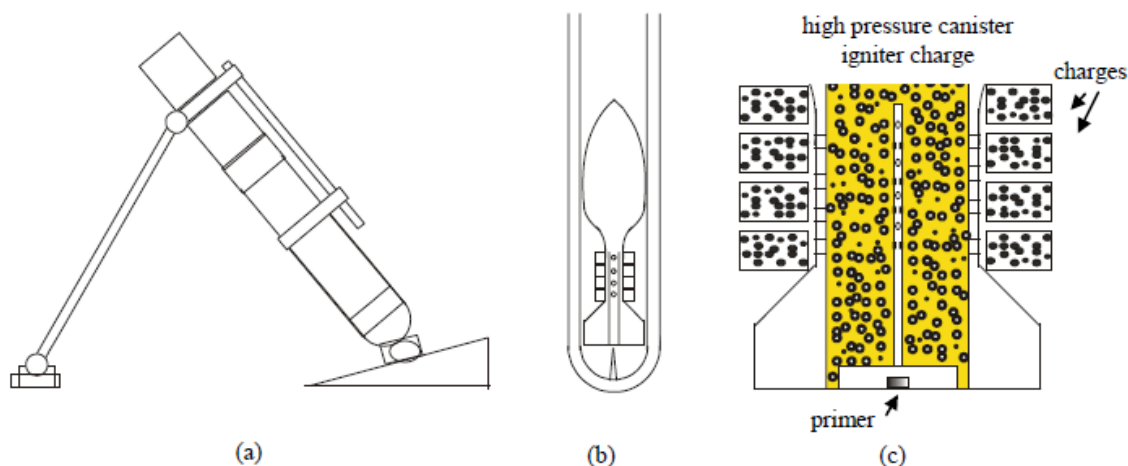 high pressure canister
igniter charge
charges
primer
(a)
(b)
(c)